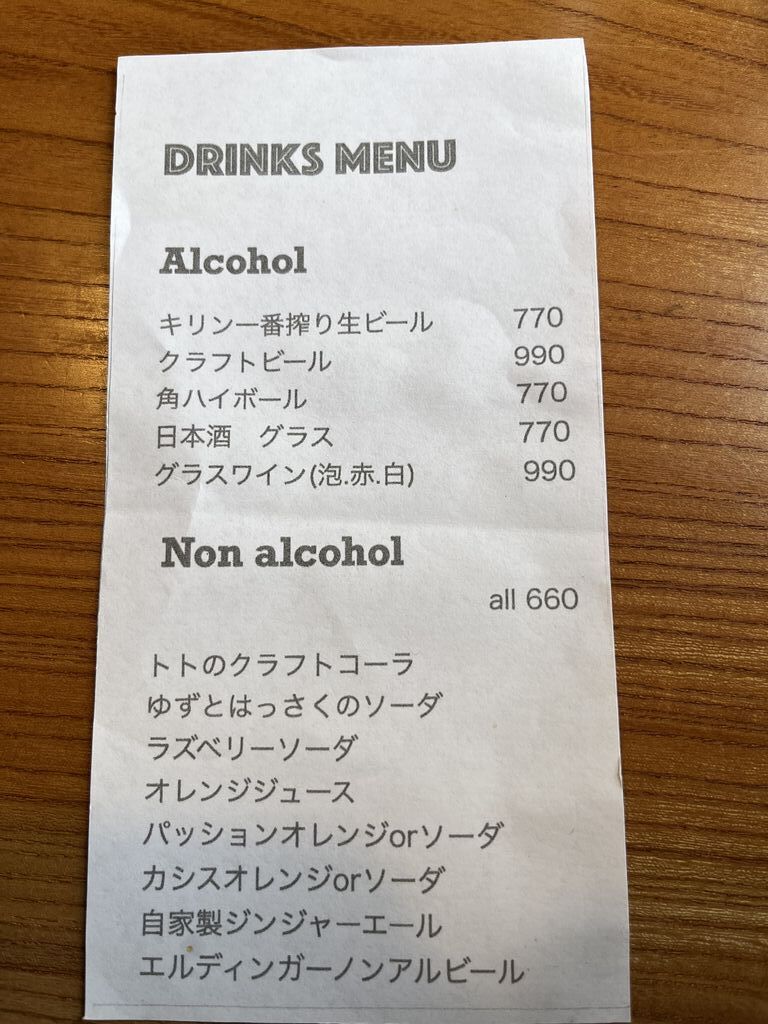 DRINKS MENU
Alcohol
キリン一番搾り生ビール 770
クラフトビール 990
角ハイボール 770
日本酒　グラス 770
グラスワイン(泡.赤.白) 990
Non alcohol
all 660
トトのクラフトコーラ
ゆずとはっさくのソーダ
ラズベリーソーダ
オレンジジュース
パッションオレンジorソーダ
カシスオレンジorソーダ
自家製ジンジャーエール
エルディンガーノンアルビール